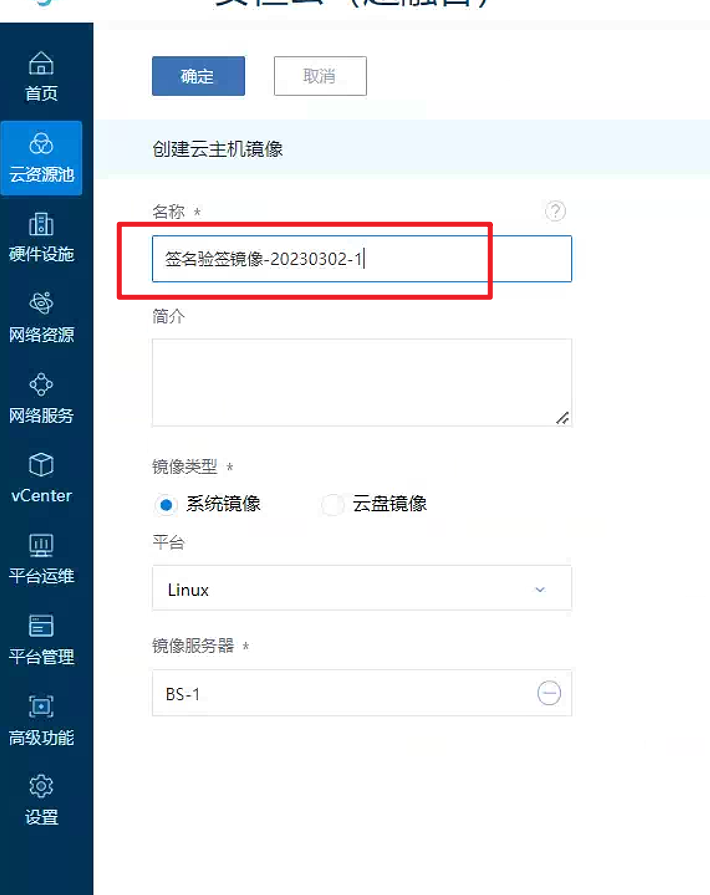 确定
取消
首页
创建云主机镜像
云资源池
名称 *
?
硬件设施
签名验签镜像-20230302-1
简介
网络资源
网络服务
镜像类型 *
vCenter
系统镜像
云盘镜像
平台
平台运维
Linux
镜像服务器 *
平台管理
BS-1
高级功能
设置